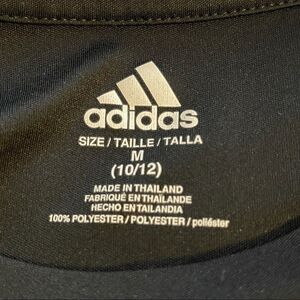 adidas
SIZE / TAILLE / TALLA
M
(10/12)
MADE IN THAILAND
FABRIQUÉ EN THAÏLANDE
HECHO EN TAILANDIA
100% POLYESTER / POLYESTER / poliéster